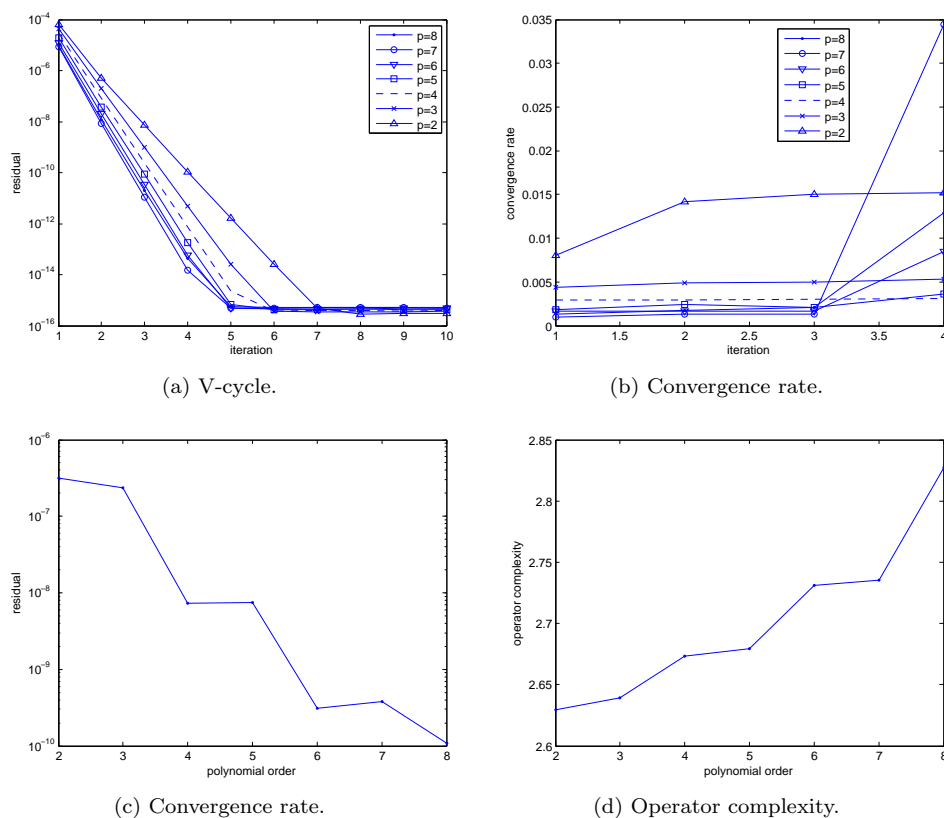 10^-4
10^-6
10^-8
10^-10
10^-12
10^-14
10^-16
residual
1 2 3 4 5 6 7 8 9 10
iteration
p=8
p=7
p=6
p=5
p=4
p=3
p=2
(a) V-cycle.
0.035
0.03
0.025
0.02
0.015
0.01
0.005
0
convergence rate
1 1.5 2 2.5 3 3.5 4
iteration
p=8
p=7
p=6
p=5
p=4
p=3
p=2
(b) Convergence rate.
10^-6
10^-7
10^-8
10^-9
10^-10
residual
2 3 4 5 6 7 8
polynomial order
(c) Convergence rate.
2.85
2.8
2.75
2.7
2.65
2.6
operator complexity
2 3 4 5 6 7 8
polynomial order
(d) Operator complexity.